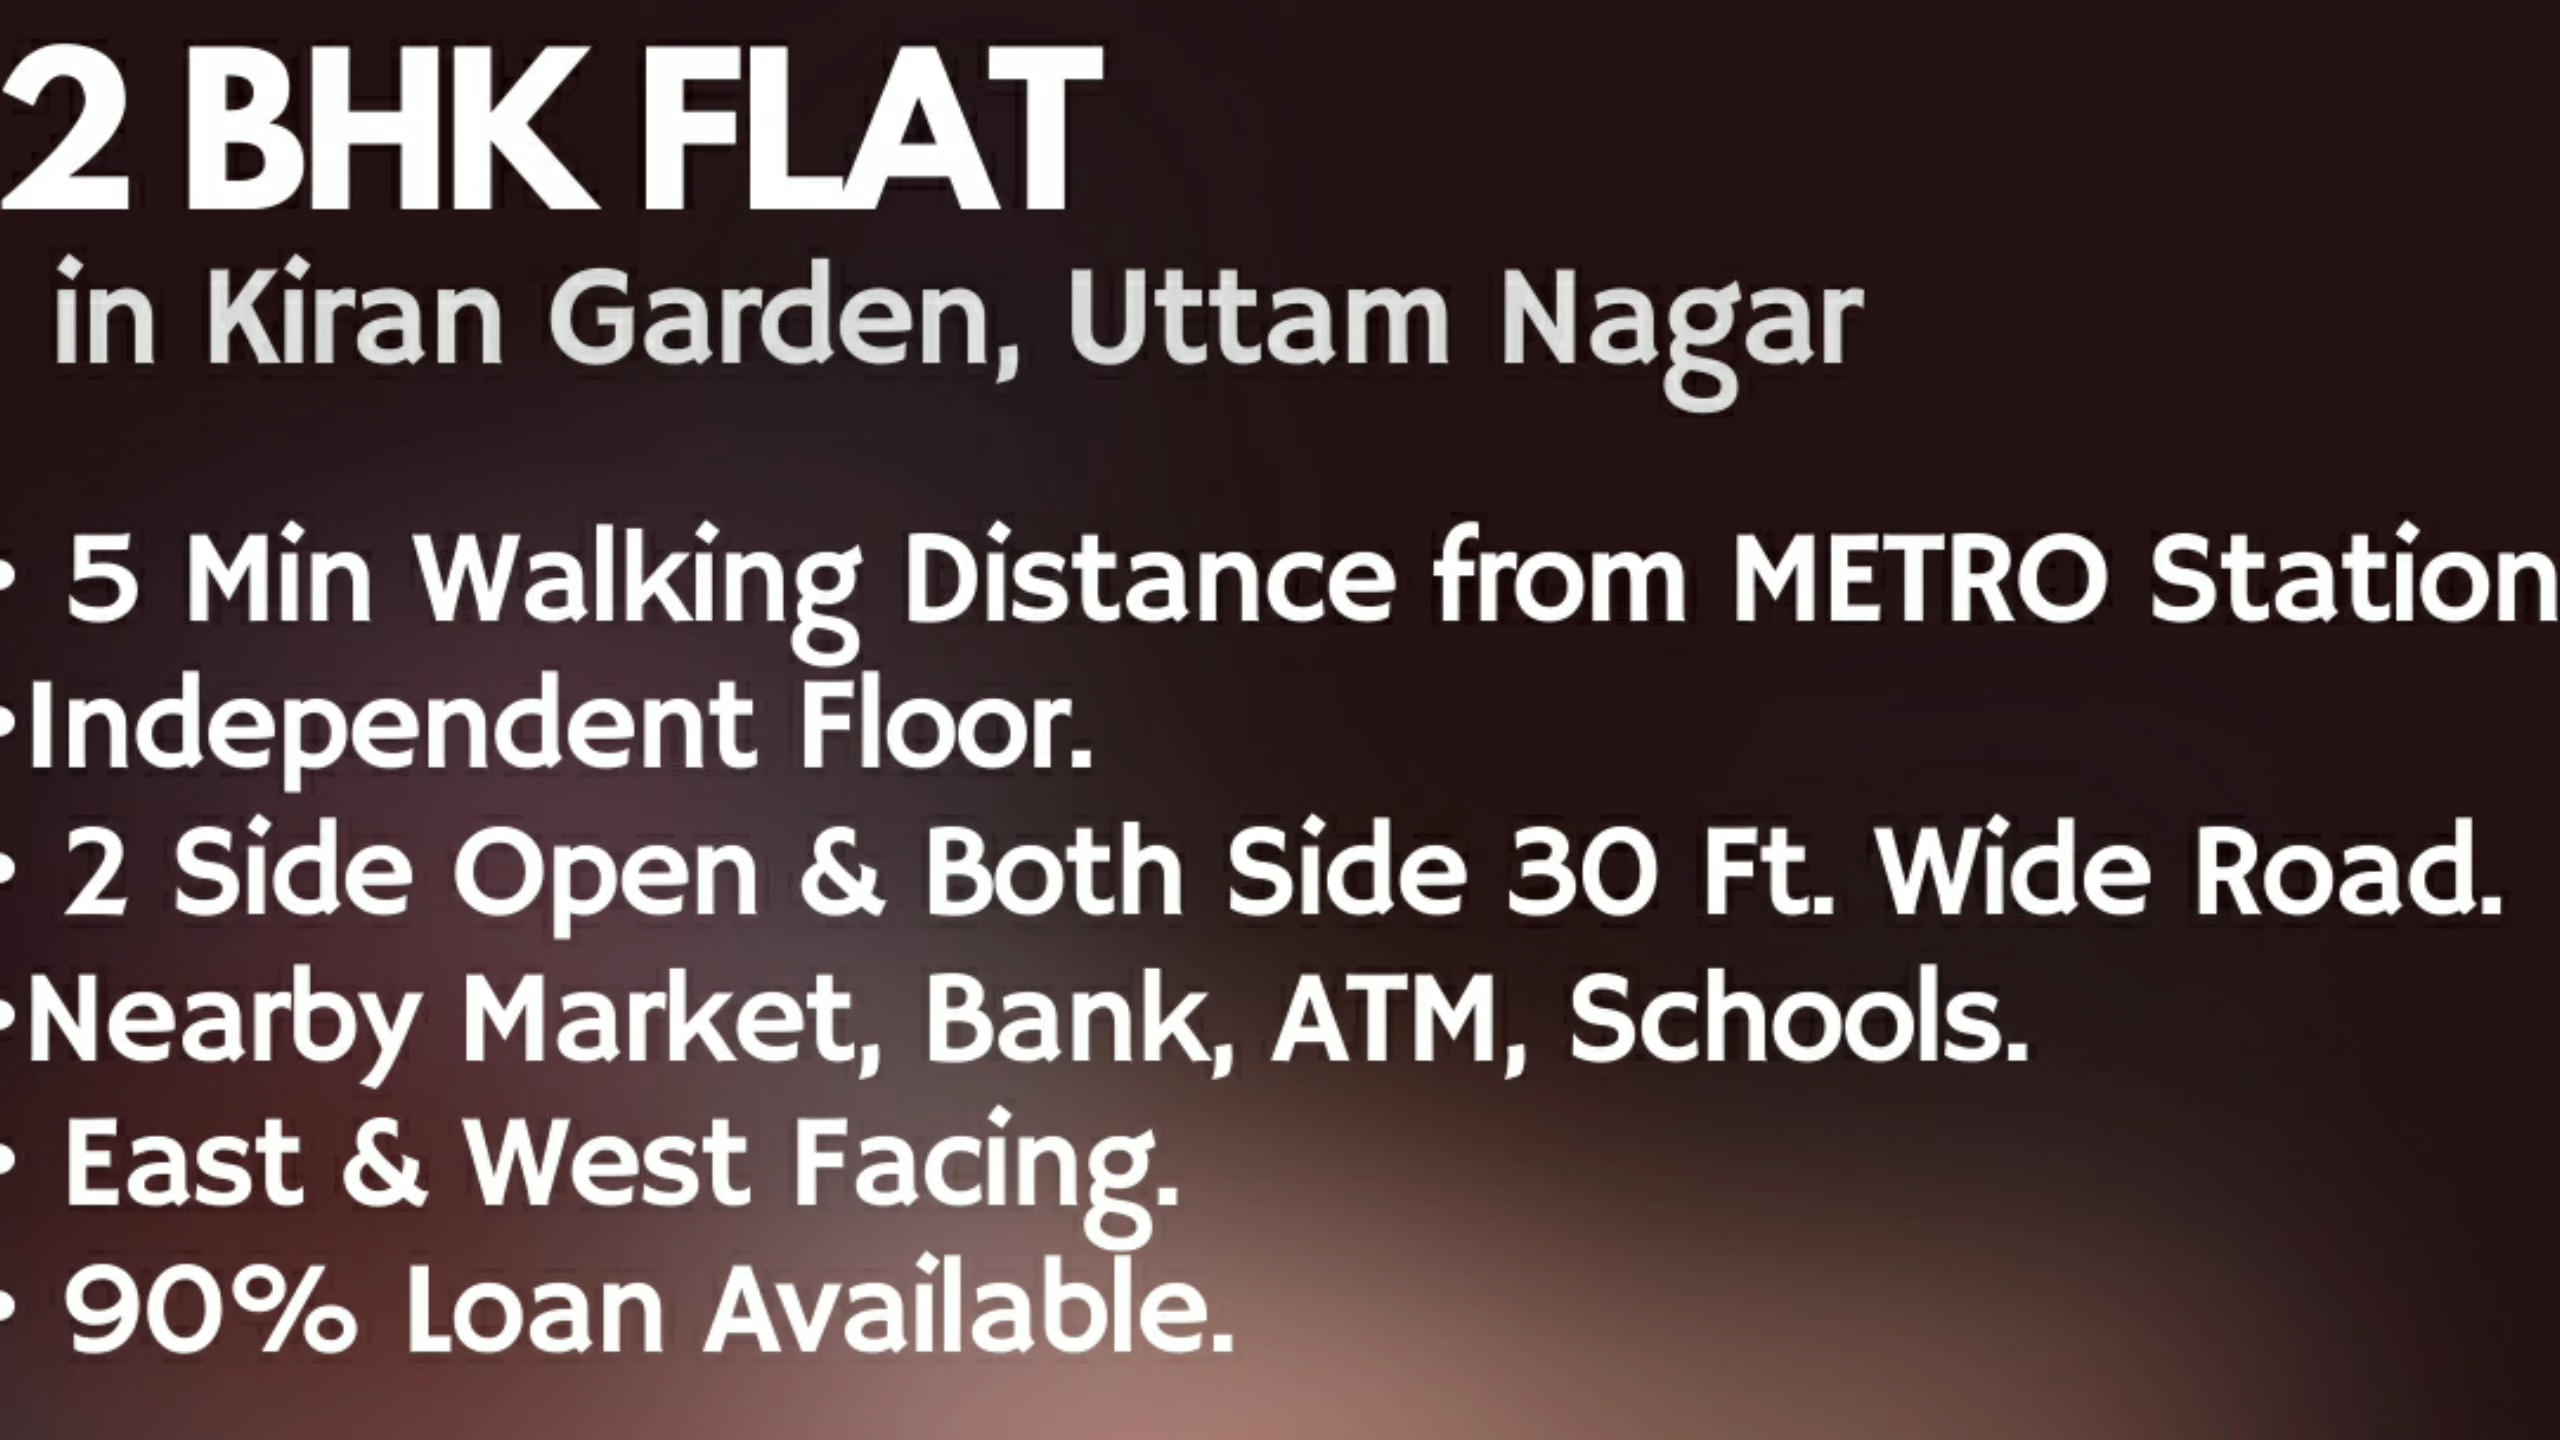 2 BHK FLAT
in Kiran Garden, Uttam Nagar
• 5 Min Walking Distance from METRO Station
•Independent Floor.
• 2 Side Open & Both Side 30 Ft. Wide Road.
•Nearby Market, Bank, ATM, Schools.
• East & West Facing.
• 90% Loan Available.